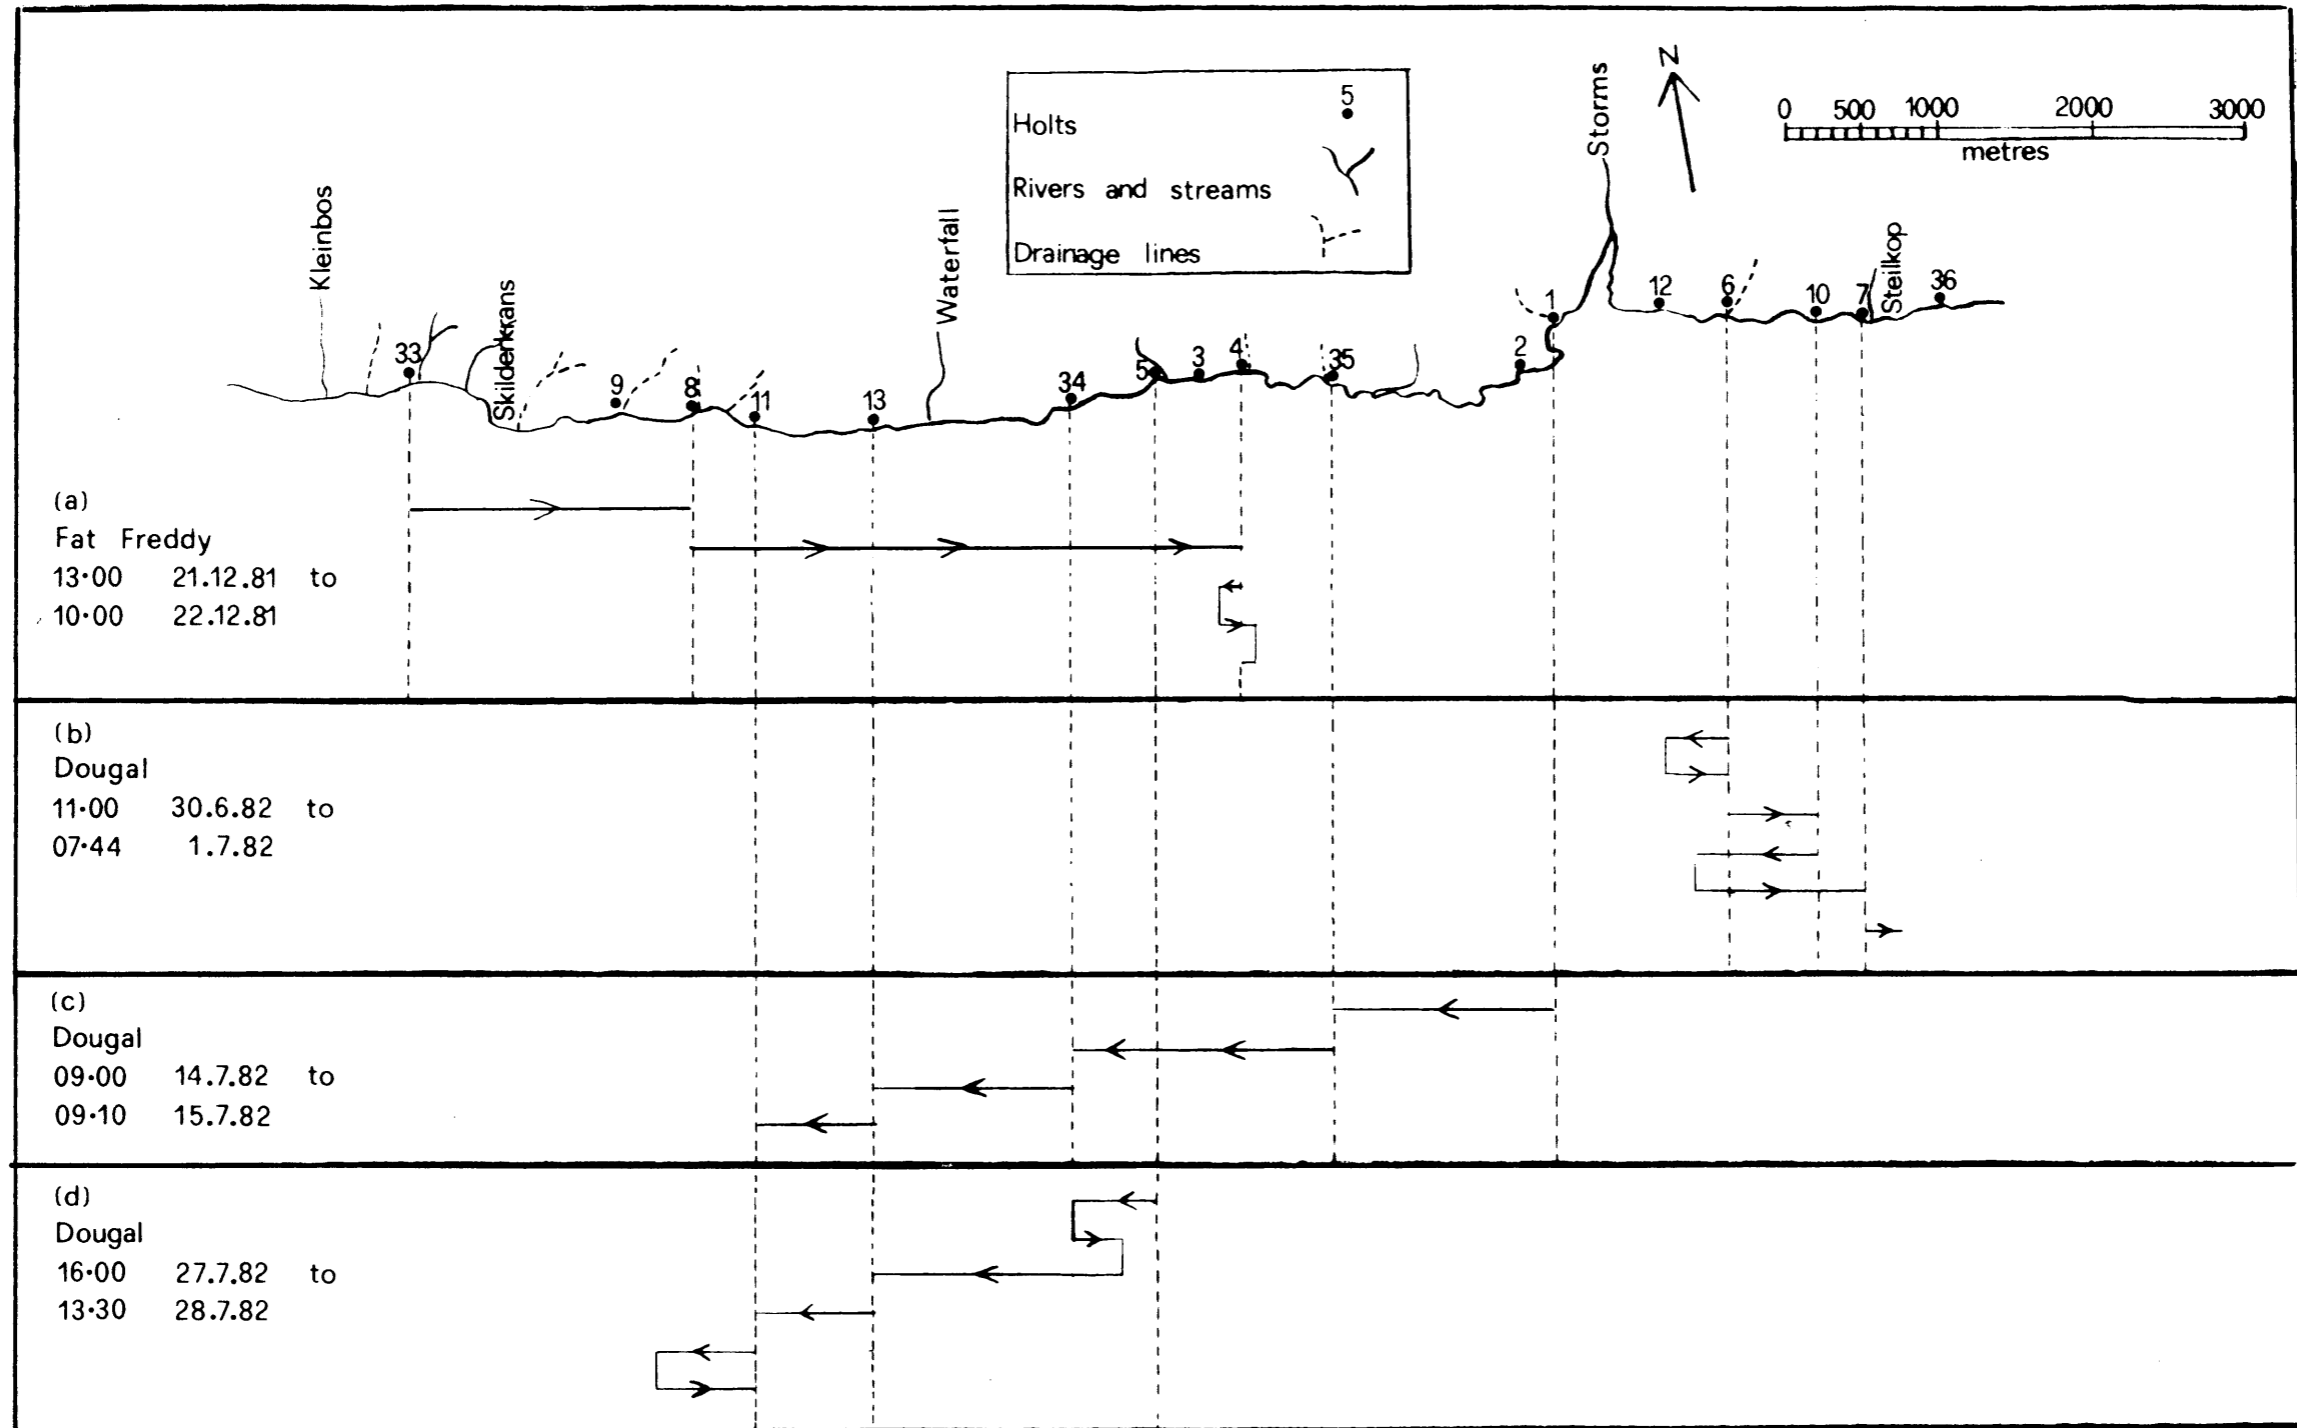 Storms
N
0 500 1000 2000 3000
metres
5
Holts
Rivers and streams
Drainage lines
Kleinbos
Skilderkrans
Waterfall
Steilkop
33
9
8
11
13
34
5
3
4
35
2
1
12
6
10
7
36
(a)
Fat Freddy
13·00 21.12.81 to
10·00 22.12.81
(b)
Dougal
11·00 30.6.82 to
07·44 1.7.82
(c)
Dougal
09·00 14.7.82 to
09·10 15.7.82
(d)
Dougal
16·00 27.7.82 to
13·30 28.7.82